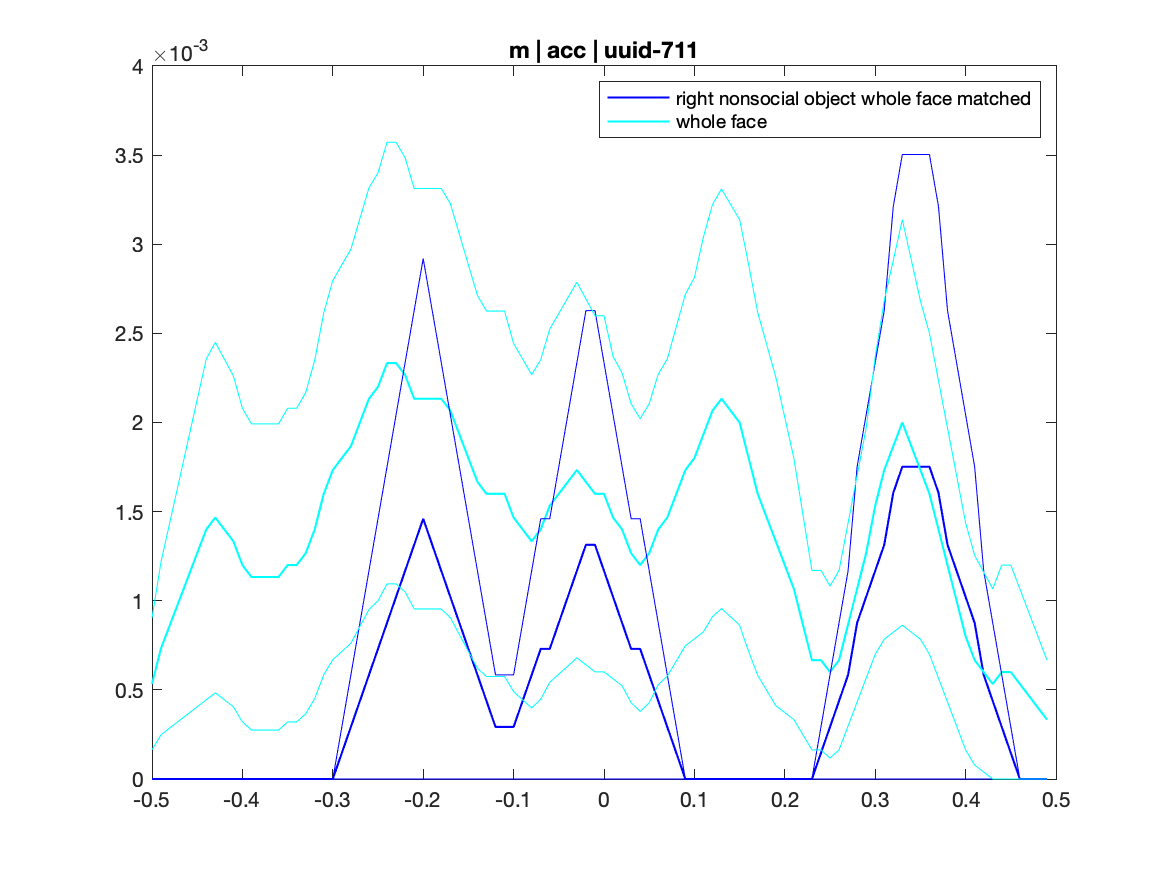 m | acc | uuid-711
×10-3
right nonsocial object whole face matched
whole face
4
3.5
3
2.5
2
1.5
1
0.5
0
-0.5 -0.4 -0.3 -0.2 -0.1 0 0.1 0.2 0.3 0.4 0.5